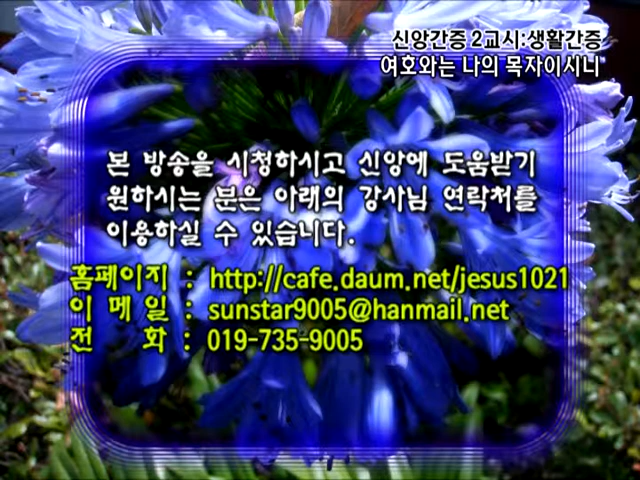 신앙간증 2교시:생활간증
여호와는 나의 목자이시니
본 방송을 시청하시고 신앙에 도움받기
원하시는 분은 아래의 강사님 연락처를
이용하실 수 있습니다.
홈페이지 : http://cafe.daum.net/jesus1021
이 메 일 : sunstar9005@hanmail.net
전 화 : 019-735-9005